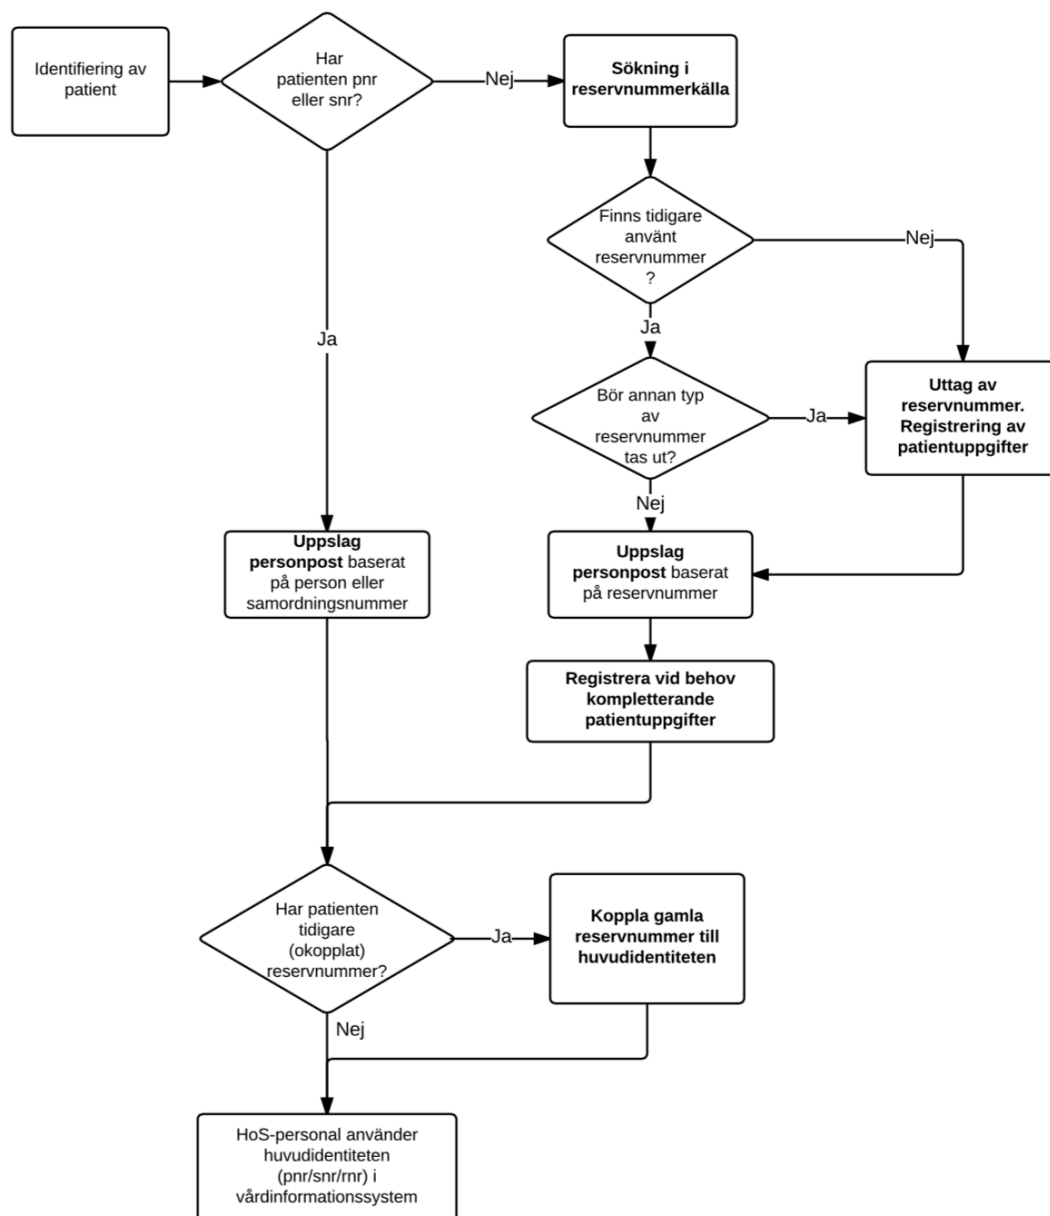 Identifiering av
patient
Har
patienten pnr
eller snr?
Nej
Sökning i
reservnummerkälla
Finns tidigare
använt
reservnummer
?
Nej
Ja
Ja
Bör annan typ
av
reservnummer
tas ut?
Ja
Uttag av
reservnummer.
Registrering av
patientuppgifter
Nej
Uppslag
personpost baserat
på person eller
samordningsnummer
Uppslag
personpost baserat
på reservnummer
Registrera vid behov
kompletterande
patientuppgifter
Har patienten
tidigare
(okopplat)
reservnummer?
Ja
Koppla gamla
reservnummer till
huvudidentiteten
Nej
HoS-personal använder
huvudidentiteten
(pnr/snr/rnr) i
vårdinformationssystem